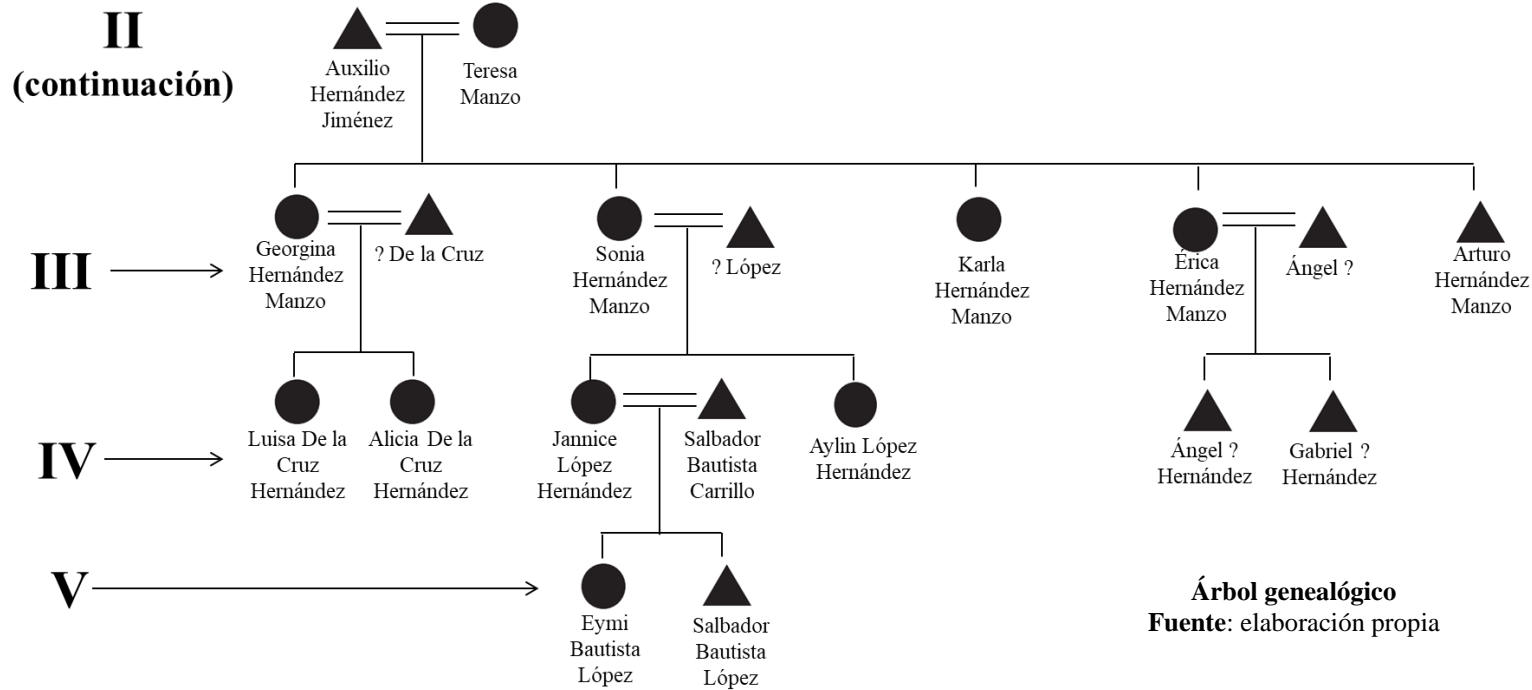 II
(continuación)
Auxilio
Hernández
Jiménez
Teresa
Manzo
III
Georgina
Hernández
Manzo
? De la Cruz
Sonia
Hernández
Manzo
? López
Karla
Hernández
Manzo
Érica
Hernández
Manzo
Ángel ?
Arturo
Hernández
Manzo
IV
Luisa De la
Cruz
Hernández
Alicia De la
Cruz
Hernández
Jannice
López
Hernández
Salbador
Bautista
Carrillo
Aylin López
Hernández
Ángel ?
Hernández
Gabriel ?
Hernández
V
Eymi
Bautista
López
Salbador
Bautista
López
Árbol genealógico
Fuente: elaboración propia